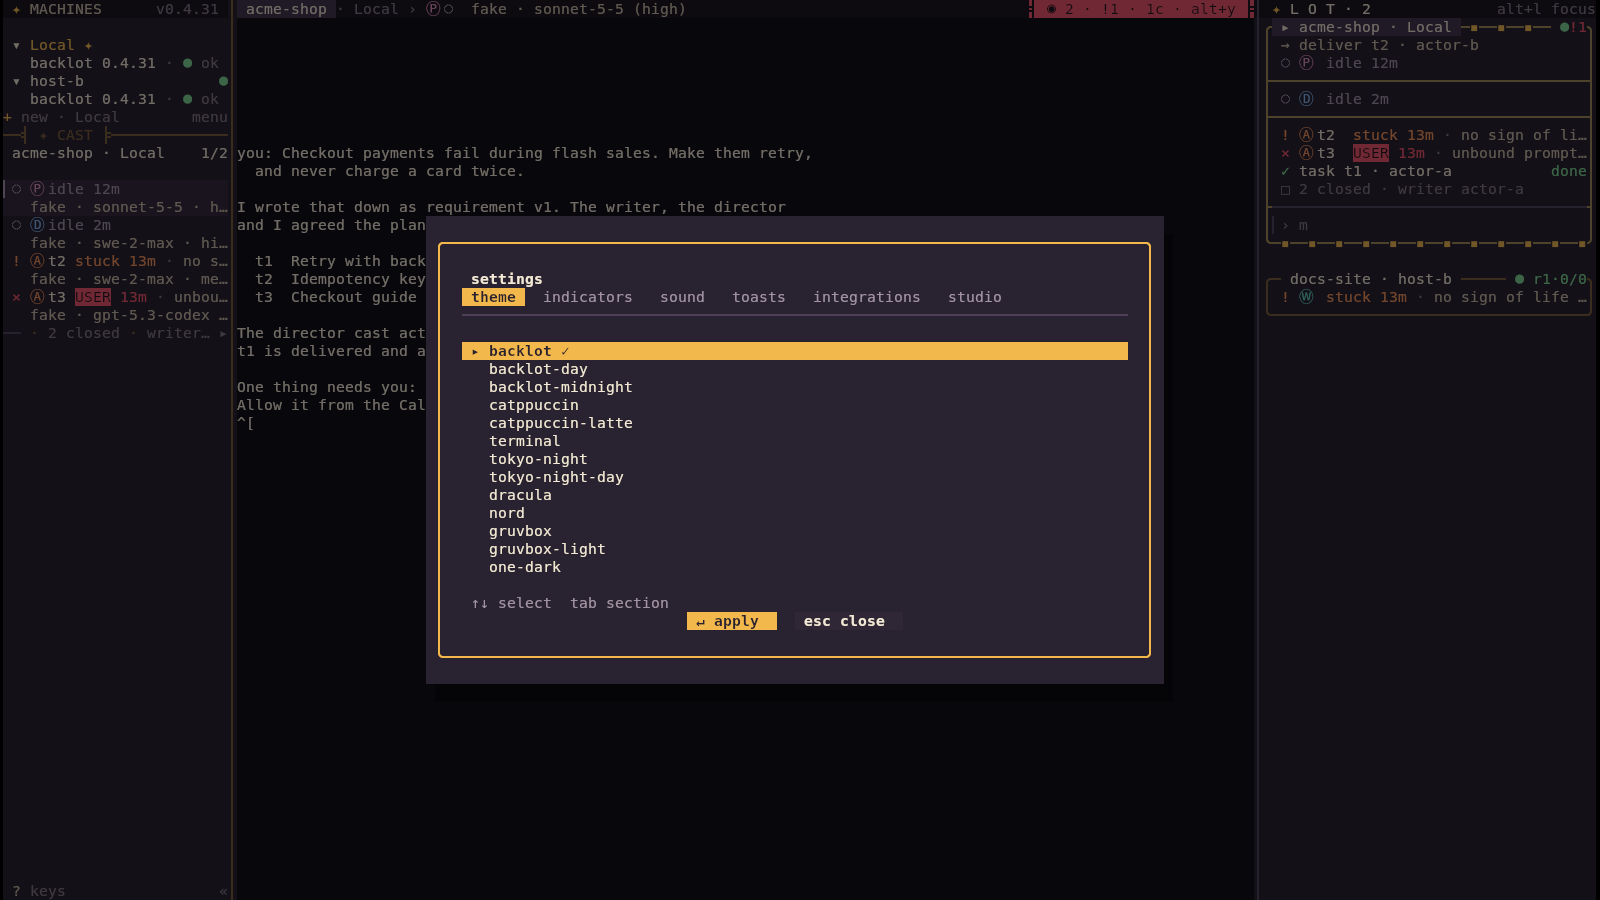 ✦ MACHINES v0.4.31
▾ Local ✦
backlot 0.4.31 · ● ok
▾ host-b ●
backlot 0.4.31 · ● ok
+ new · Local menu
✦ CAST
acme-shop · Local 1/2
◌ Ⓟ idle 12m
fake · sonnet-5-5 · h…
◌ Ⓓ idle 2m
fake · swe-2-max · hi…
! Ⓐ t2 stuck 13m · no s…
fake · swe-2-max · me…
× Ⓐ t3 USER 13m · unbou…
fake · gpt-5.3-codex …
· 2 closed · writer… ▸
? keys «
acme-shop · Local › Ⓟ◌ fake · sonnet-5-5 (high) ◉ 2 · !1 · 1c · alt+y
you: Checkout payments fail during flash sales. Make them retry,
and never charge a card twice.
I wrote that down as requirement v1. The writer, the director
and I agreed the plan
t1 Retry with back
t2 Idempotency key
t3 Checkout guide
The director cast act
t1 is delivered and a
One thing needs you:
Allow it from the Cal
^[
settings
theme indicators sound toasts integrations studio
▸ backlot ✓
backlot-day
backlot-midnight
catppuccin
catppuccin-latte
terminal
tokyo-night
tokyo-night-day
dracula
nord
gruvbox
gruvbox-light
one-dark
↑↓ select tab section
↵ apply esc close
✦ L O T · 2 alt+l focus
▸ acme-shop · Local ●!1
→ deliver t2 · actor-b
◌ Ⓟ idle 12m
◌ Ⓓ idle 2m
! Ⓐ t2 stuck 13m · no sign of li…
× Ⓐ t3 USER 13m · unbound prompt…
✓ task t1 · actor-a done
□ 2 closed · writer actor-a
› m
docs-site · host-b ● r1·0/0
! Ⓦ stuck 13m · no sign of life …